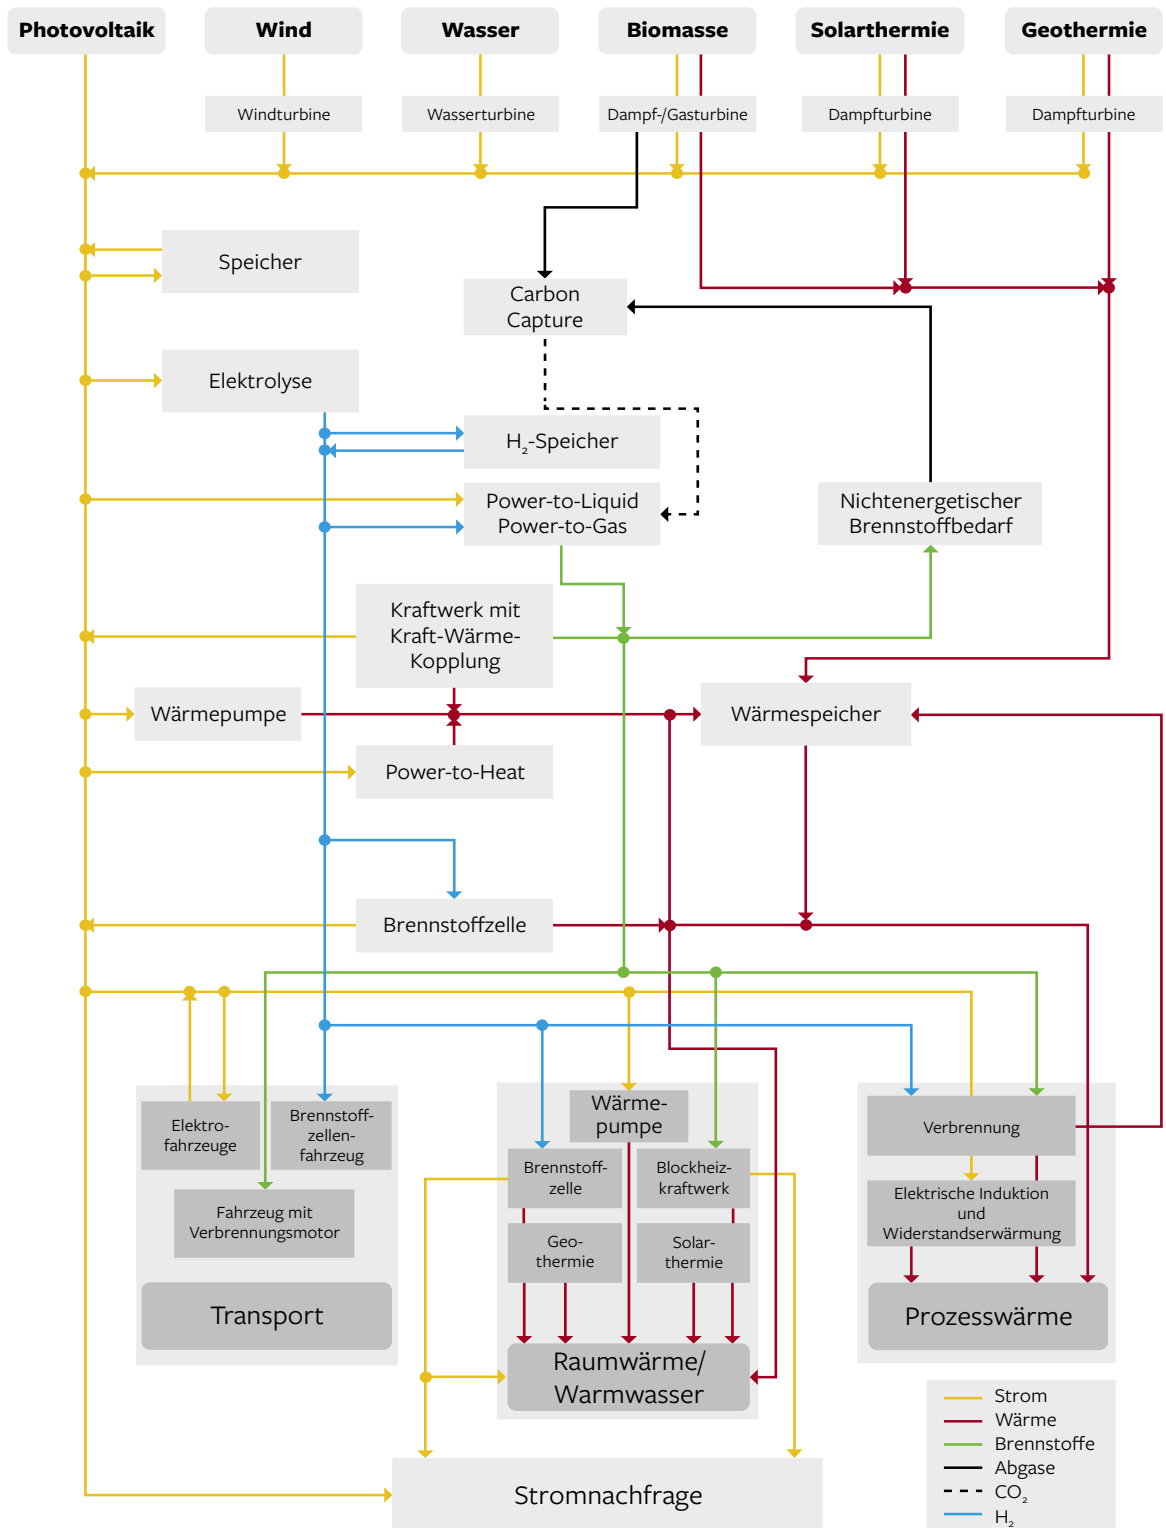 Photovoltaik
Wind
Wasser
Biomasse
Solarthermie
Geothermie
Windturbine
Wasserturbine
Dampf-/Gasturbine
Dampfturbine
Dampfturbine
Speicher
Carbon
Capture
Elektrolyse
H₂-Speicher
Power-to-Liquid
Power-to-Gas
Nichtenergetischer
Brennstoffbedarf
Kraftwerk mit
Kraft-Wärme-
Kopplung
Wärmepumpe
Wärmespeicher
Power-to-Heat
Brennstoffzelle
Elektro-
fahrzeuge
Brennstoff-
zellen-
fahrzeug
Fahrzeug mit
Verbrennungsmotor
Transport
Wärme-
pumpe
Brennstoff-
zelle
Blockheiz-
kraftwerk
Geo-
thermie
Solar-
thermie
Raumwärme/
Warmwasser
Verbrennung
Elektrische Induktion
und
Widerstandserwärmung
Prozesswärme
Stromnachfrage
Strom
Wärme
Brennstoffe
Abgase
CO₂
H₂